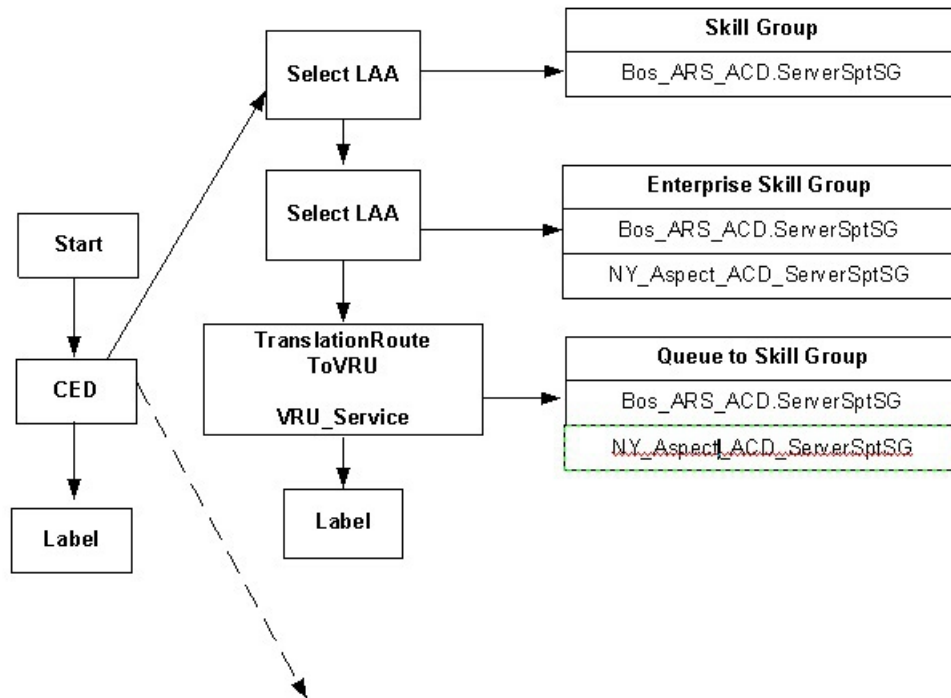 Start
CED
Label
Select LAA
Select LAA
TranslationRoute
ToVRU
VRU_Service
Label
Skill Group
Bos_ARS_ACD.ServerSptSG
Enterprise Skill Group
Bos_ARS_ACD.ServerSptSG
NY_Aspect_ACD_ServerSptSG
Queue to Skill Group
Bos_ARS_ACD.ServerSptSG
NY_Aspect_ACD_ServerSptSG